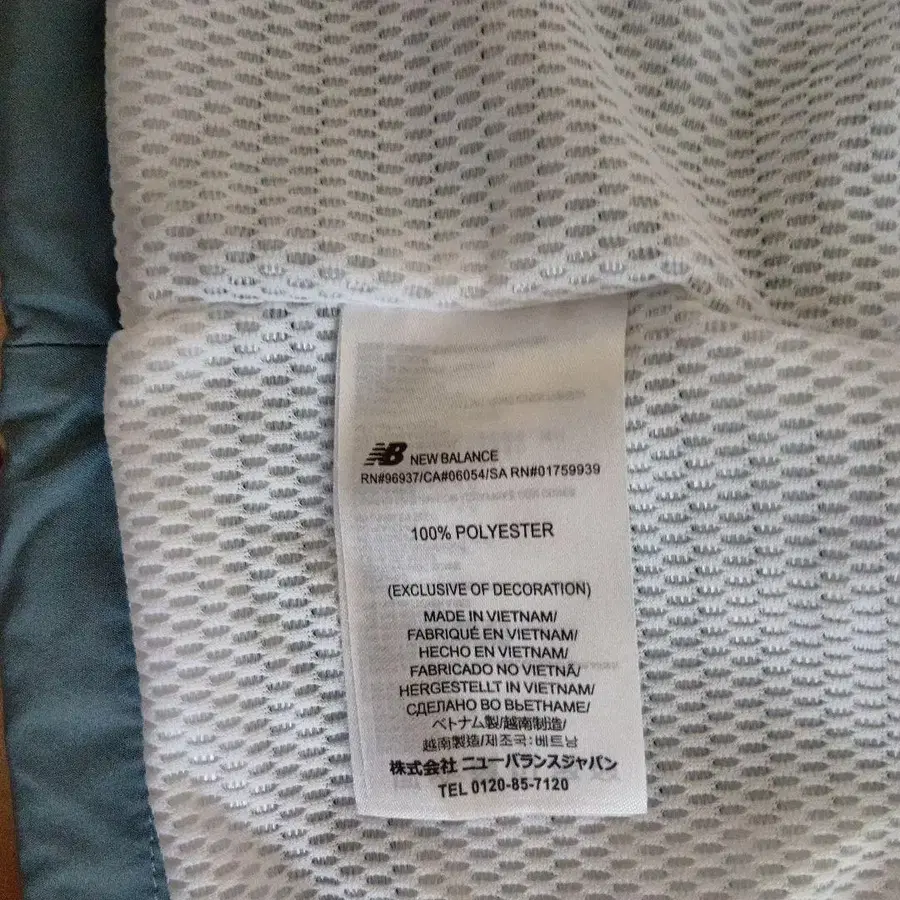 NB NEW BALANCE
RN#96937/CA#06054/SA RN#01759939
100% POLYESTER
(EXCLUSIVE OF DECORATION)
MADE IN VIETNAM/
FABRIQUÉ EN VIETNAM/
HECHO EN VIETNAM/
FABRICADO NO VIETNÃ/
HERGESTELLT IN VIETNAM/
СДЕЛАНО ВО ВЬЕТНАМЕ/
ベトナム製/越南制造/
越南製造/제조국:베트남
株式会社 ニューバランスジャパン
TEL 0120-85-7120